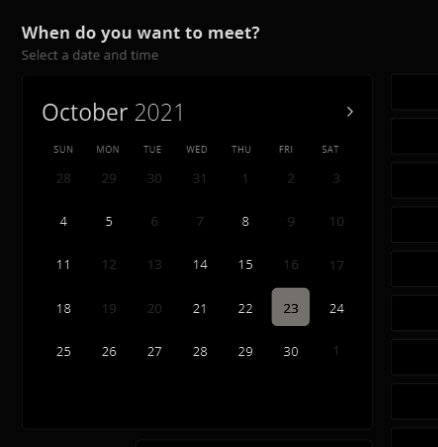 When do you want to meet?
Select a date and time
October 2021
SUN MON TUE WED THU FRI SAT
28 29 30 31 1 2 3
4 5 6 7 8 9 10
11 12 13 14 15 16 17
18 19 20 21 22 23 24
25 26 27 28 29 30 1